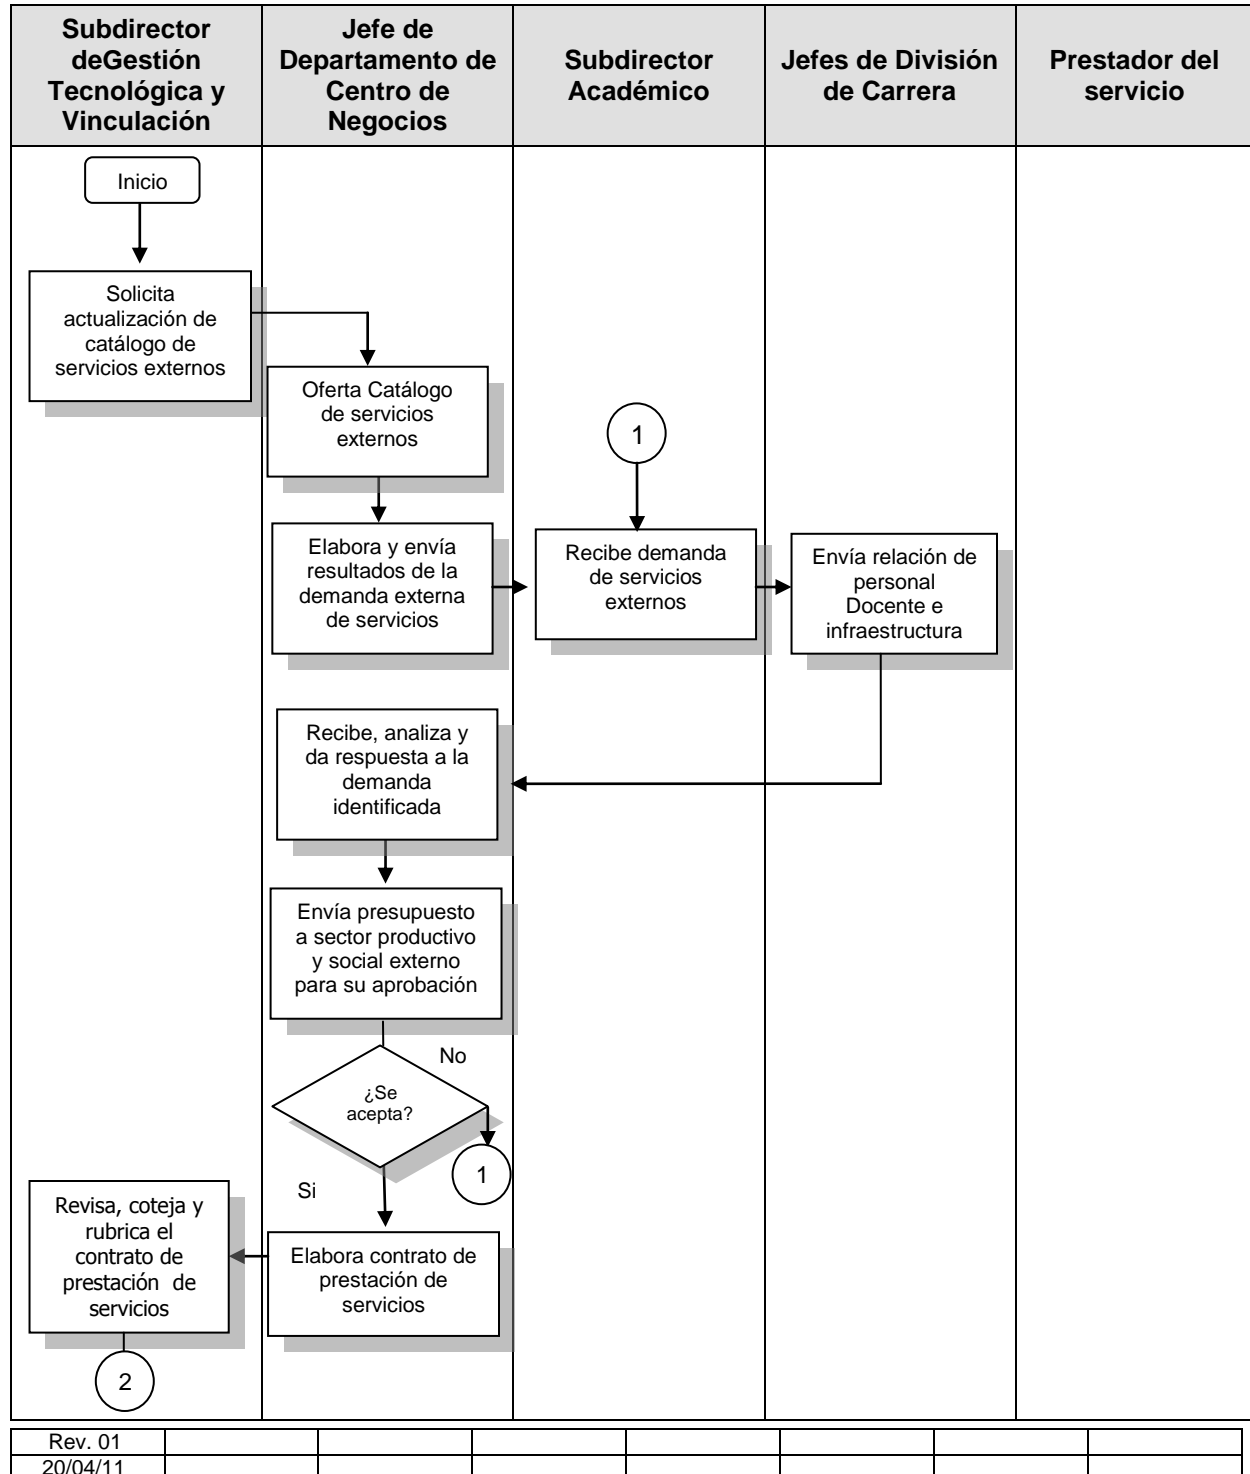 Subdirector
deGestión
Tecnológica y
Vinculación
Jefe de
Departamento de
Centro de
Negocios
Subdirector
Académico
Jefes de División
de Carrera
Prestador del
servicio
Inicio
Solicita
actualización de
catálogo de
servicios externos
Oferta Catálogo
de servicios
externos
1
Elabora y envía
resultados de la
demanda externa
de servicios
Recibe demanda
de servicios
externos
Envía relación de
personal
Docente e
infraestructura
Recibe, analiza y
da respuesta a la
demanda
identificada
Envía presupuesto
a sector productivo
y social externo
para su aprobación
No
¿Se
acepta?
1
Si
Elabora contrato de
prestación de
servicios
Revisa, coteja y
rubrica el
contrato de
prestación de
servicios
2
Rev. 01
20/04/11